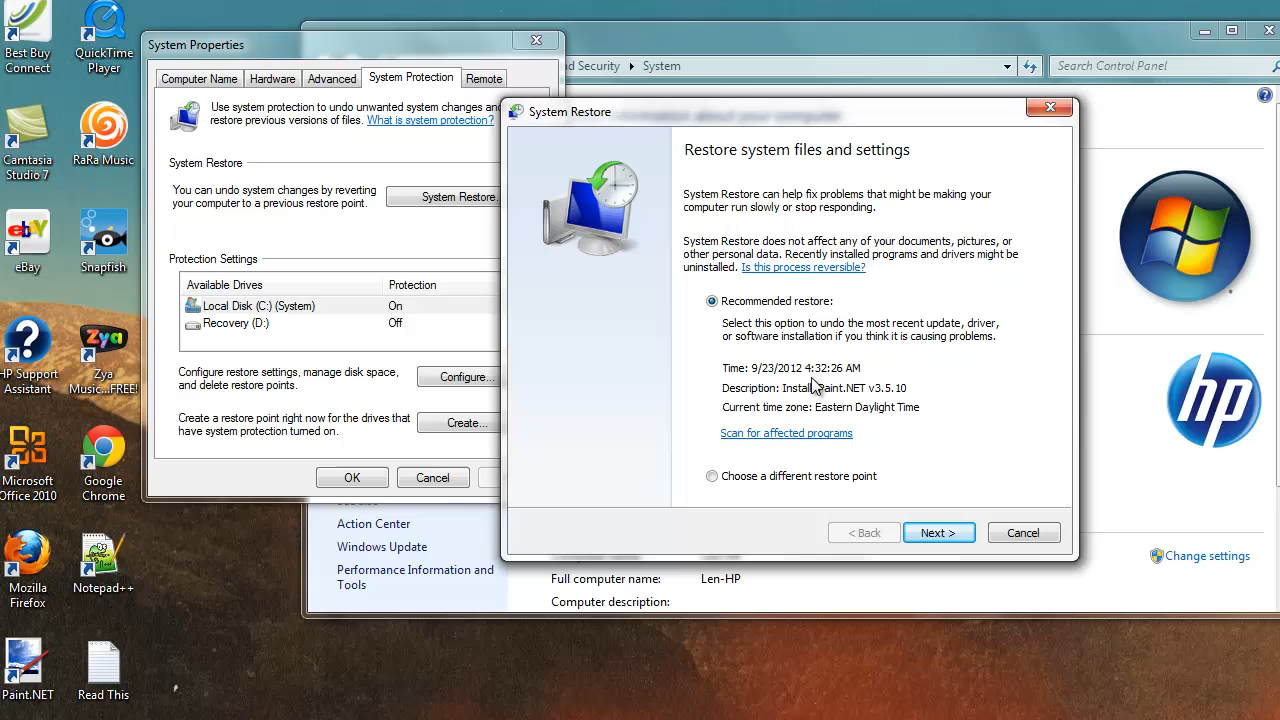 Best Buy
Connect
QuickTime
Player
Camtasia
Studio 7
RaRa Music
eBay
Snapfish
HP Support
Assistant
Zya
Music...FREE!
Microsoft
Office 2010
Google
Chrome
Mozilla
Firefox
Notepad++
Paint.NET
Read This
System Properties
Computer Name
Hardware
Advanced
System Protection
Remote
Use system protection to undo unwanted system changes and
restore previous versions of files. What is system protection?
System Restore
You can undo system changes by reverting
your computer to a previous restore point.
System Restore.
Protection Settings
Available Drives Protection
Local Disk (C:) (System) On
Recovery (D:) Off
Configure restore settings, manage disk space,
and delete restore points.
Configure...
Create a restore point right now for the drives that
have system protection turned on.
Create...
OK
Cancel
nd Security ▸ System
Search Control Panel
System Restore
Restore system files and settings
System Restore can help fix problems that might be making your
computer run slowly or stop responding.
System Restore does not affect any of your documents, pictures, or
other personal data. Recently installed programs and drivers might be
uninstalled. Is this process reversible?
Recommended restore:
Select this option to undo the most recent update, driver,
or software installation if you think it is causing problems.
Time: 9/23/2012 4:32:26 AM
Description: Install: Paint.NET v3.5.10
Current time zone: Eastern Daylight Time
Scan for affected programs
Choose a different restore point
< Back
Next >
Cancel
hp
Action Center
Windows Update
Performance Information and
Tools
Change settings
Full computer name: Len-HP
Computer description: